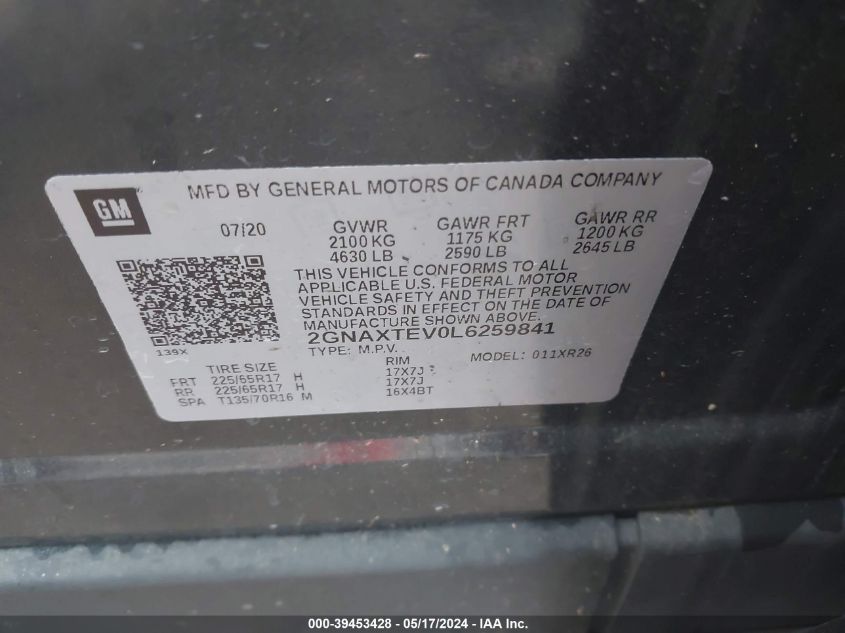 GM
MFD BY GENERAL MOTORS OF CANADA COMPANY
07/20 GVWR GAWR FRT GAWR RR
2100 KG 1175 KG 1200 KG
4630 LB 2590 LB 2645 LB
THIS VEHICLE CONFORMS TO ALL
APPLICABLE U.S. FEDERAL MOTOR
VEHICLE SAFETY AND THEFT PREVENTION
STANDARDS IN EFFECT ON THE DATE OF
MANUFACTURE SHOWN ABOVE.
2GNAXTEV0L6259841
139X TYPE: M.P.V. MODEL: 011XR26
TIRE SIZE RIM
FRT 225/65R17 H 17X7J
RR 225/65R17 H 17X7J
SPA T135/70R16 M 16X4BT
000-39453428 - 05/17/2024 - IAA Inc.